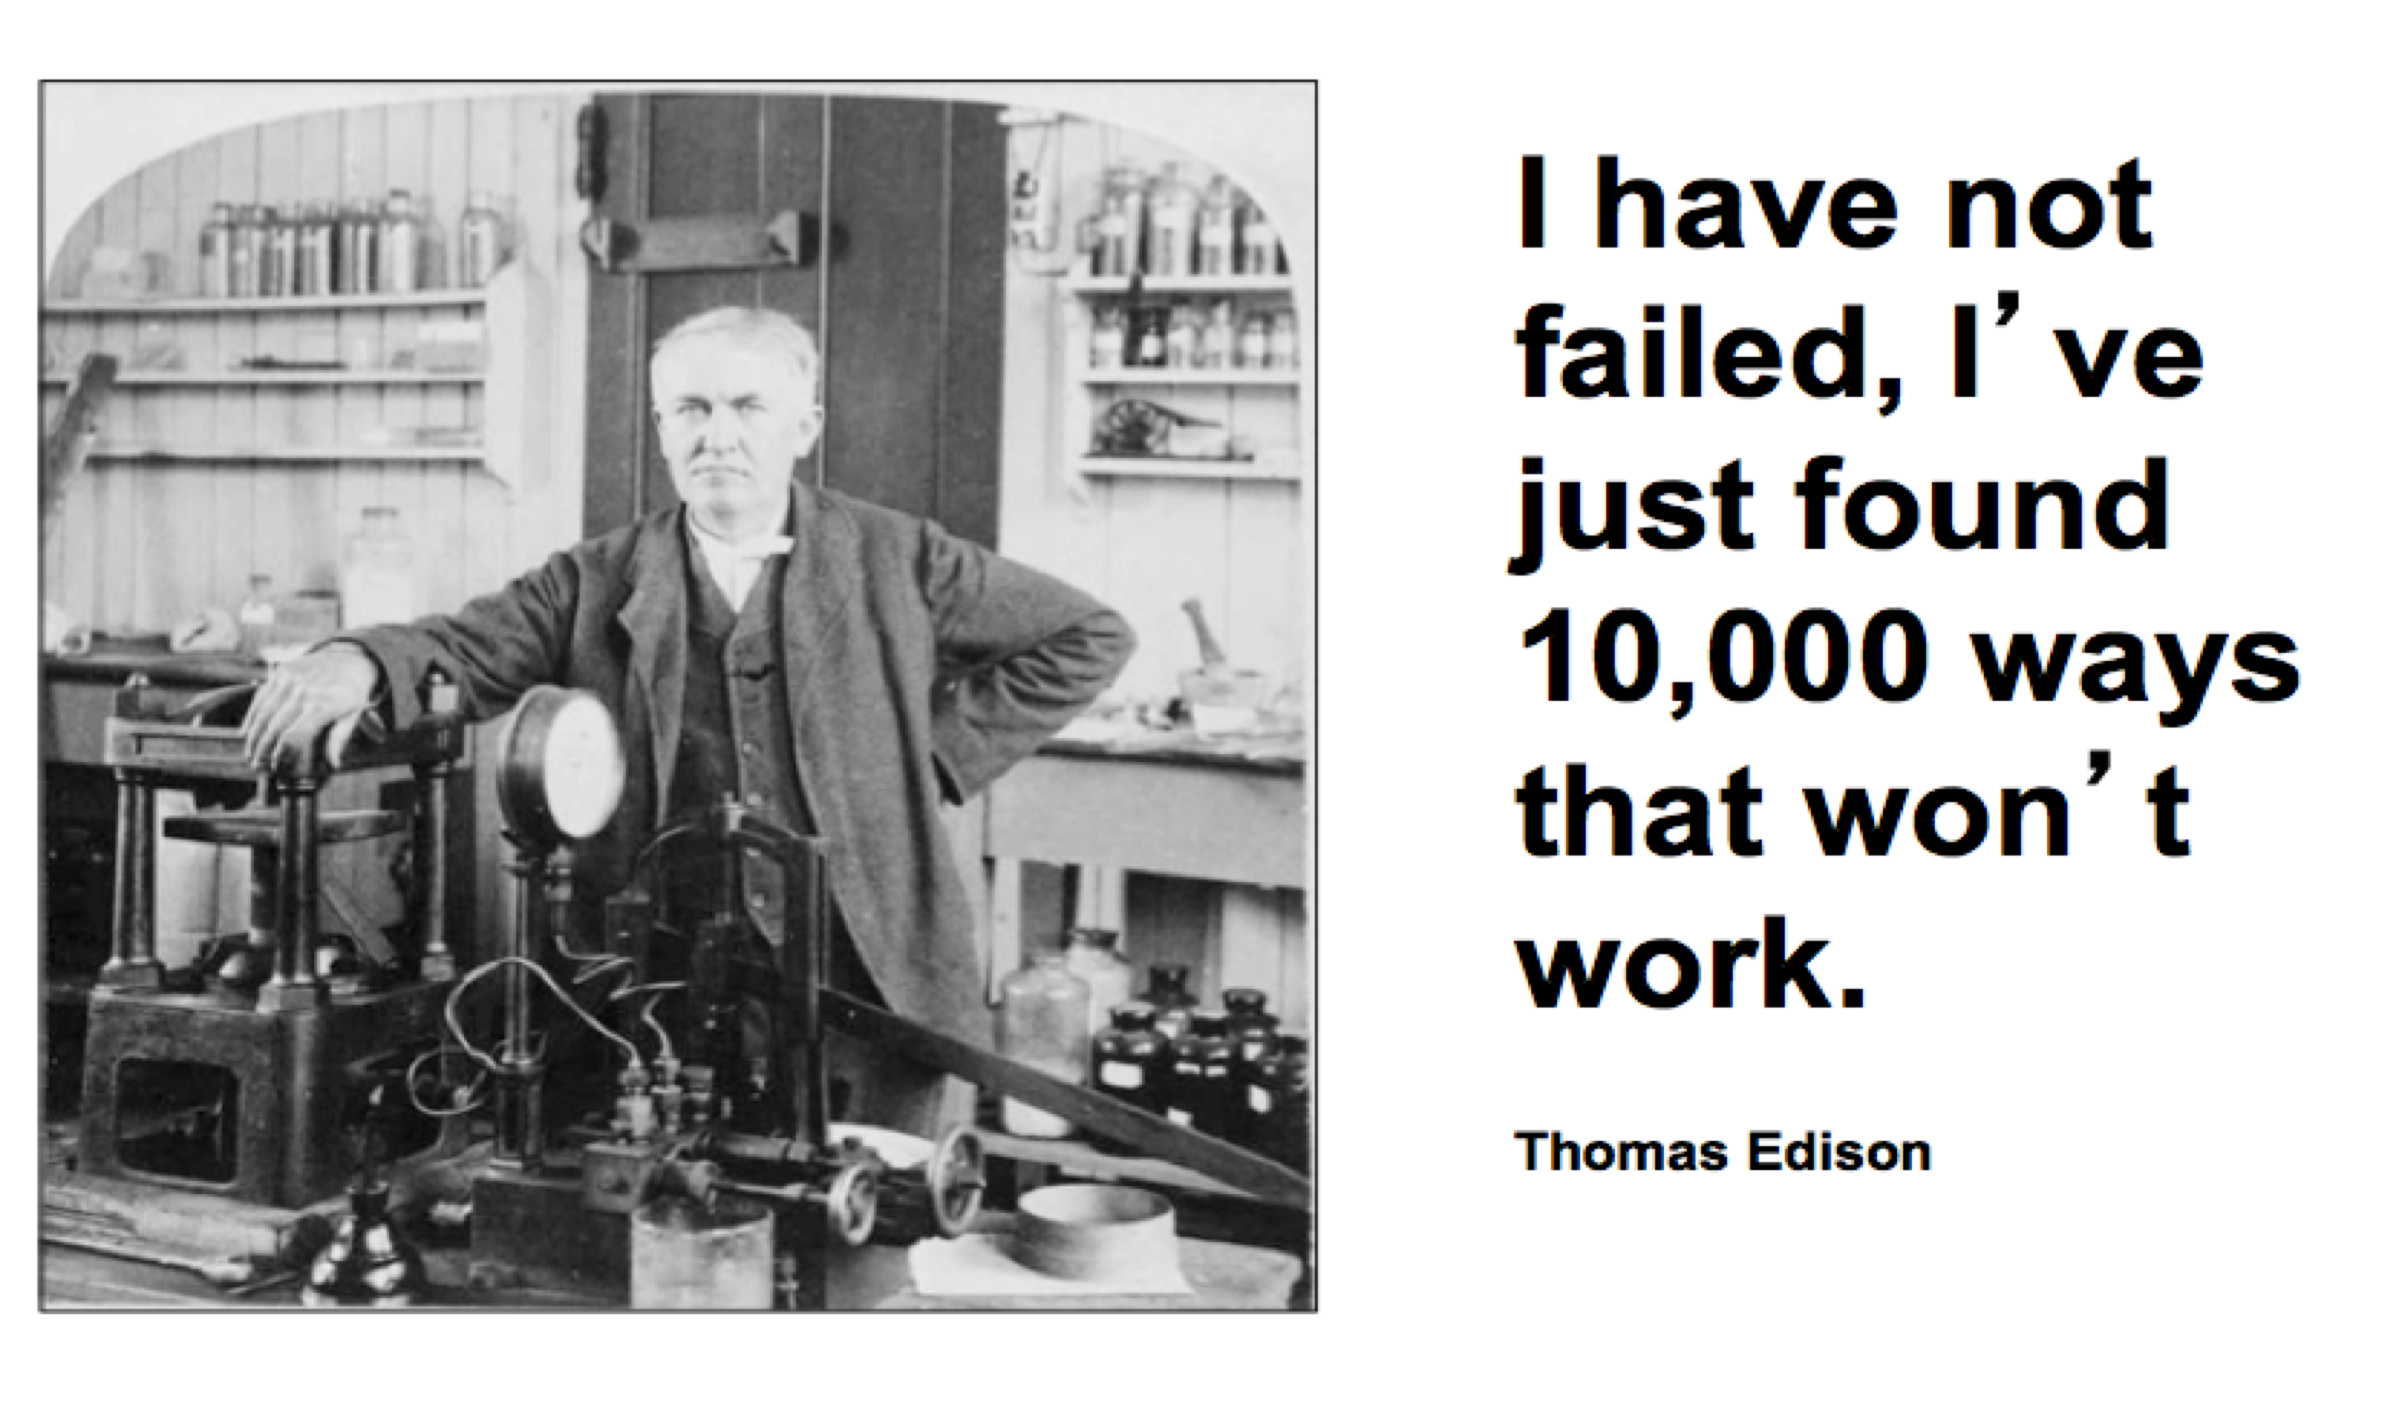 I have not
failed, I’ve
just found
10,000 ways
that won’t
work.
Thomas Edison